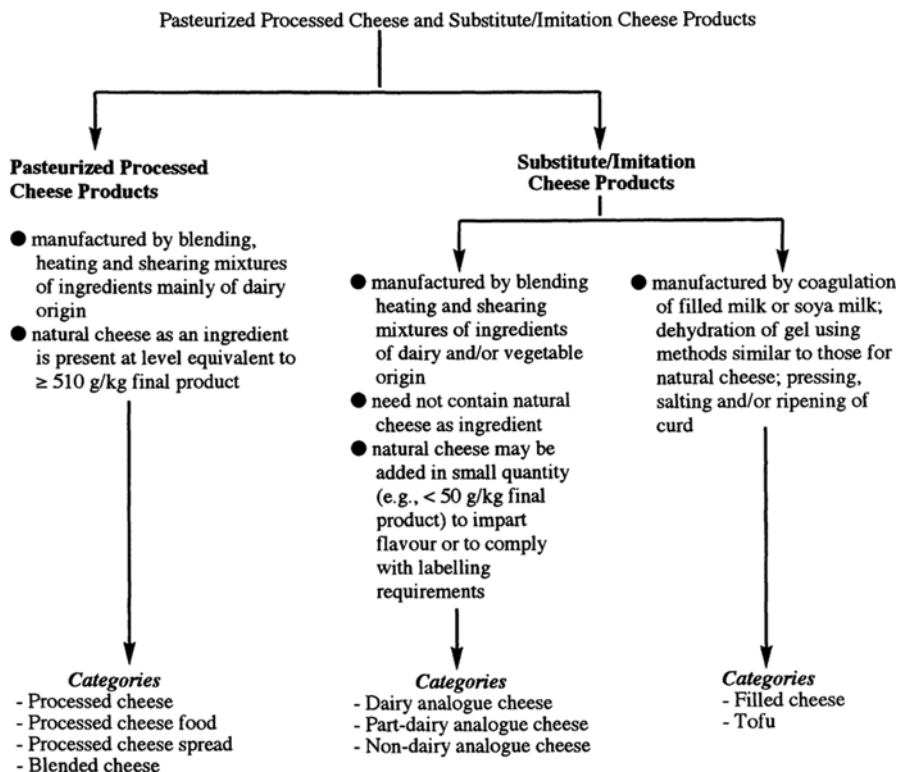 Pasteurized Processed Cheese and Substitute/Imitation Cheese Products
Pasteurized Processed
Cheese Products
● manufactured by blending,
heating and shearing mixtures
of ingredients mainly of dairy
origin
● natural cheese as an ingredient
is present at level equivalent to
≥ 510 g/kg final product
Categories
- Processed cheese
- Processed cheese food
- Processed cheese spread
- Blended cheese
Substitute/Imitation
Cheese Products
● manufactured by blending
heating and shearing
mixtures of ingredients
of dairy and/or vegetable
origin
● need not contain natural
cheese as ingredient
● natural cheese may be
added in small quantity
(e.g., < 50 g/kg final
product) to impart
flavour or to comply
with labelling
requirements
Categories
- Dairy analogue cheese
- Part-dairy analogue cheese
- Non-dairy analogue cheese
● manufactured by coagulation
of filled milk or soya milk;
dehydration of gel using
methods similar to those for
natural cheese; pressing,
salting and/or ripening of
curd
Categories
- Filled cheese
- Tofu